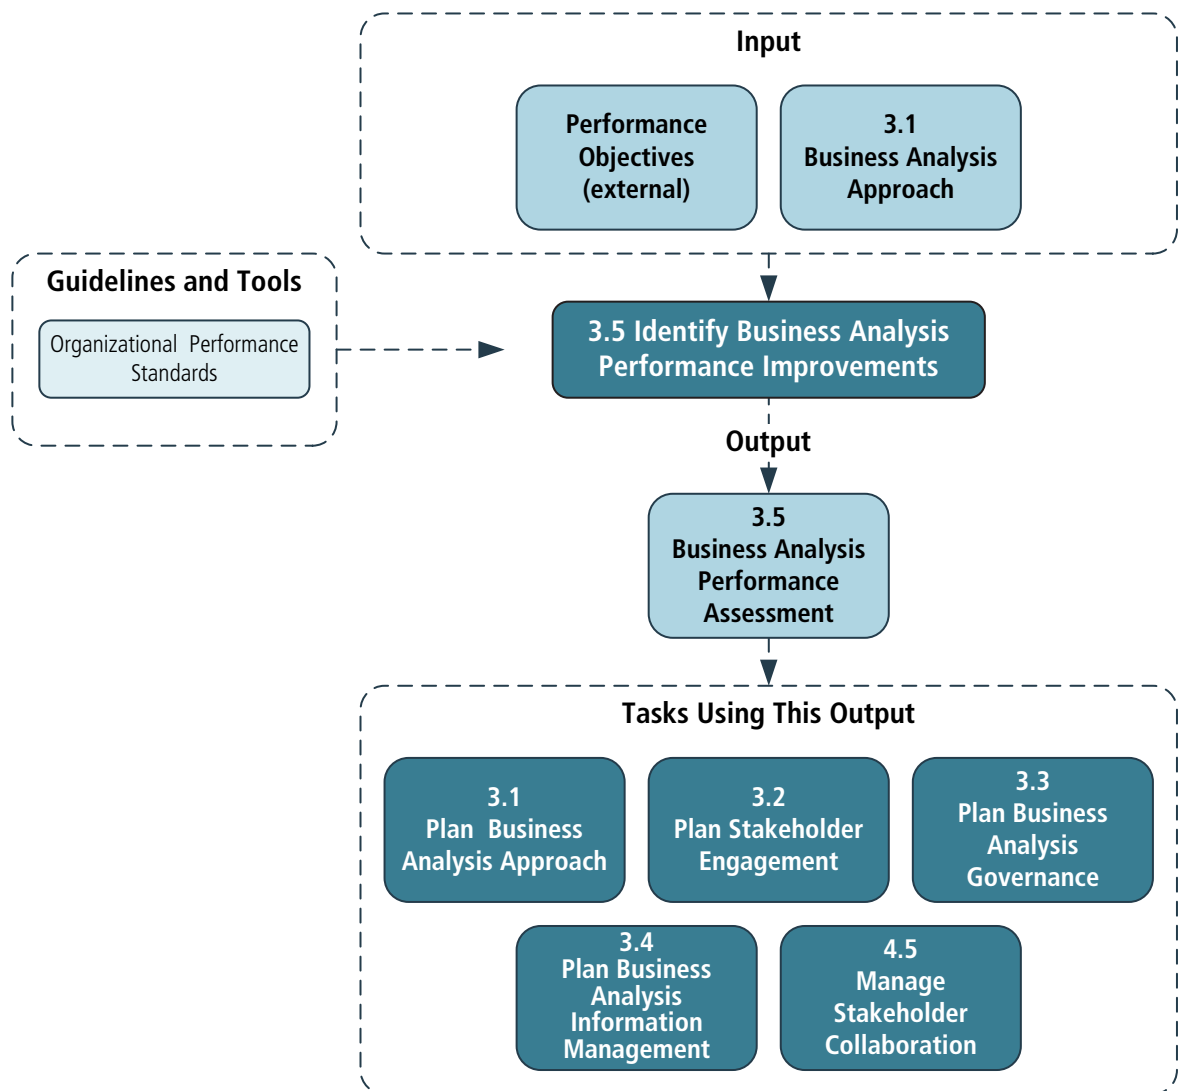 Input
Performance
Objectives
(external)
3.1
Business Analysis
Approach
Guidelines and Tools
Organizational Performance
Standards
3.5 Identify Business Analysis
Performance Improvements
Output
3.5
Business Analysis
Performance
Assessment
Tasks Using This Output
3.1
Plan Business
Analysis Approach
3.2
Plan Stakeholder
Engagement
3.3
Plan Business
Analysis
Governance
3.4
Plan Business
Analysis
Information
Management
4.5
Manage
Stakeholder
Collaboration